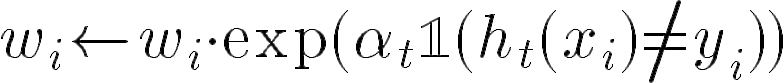 w_i ← w_i · exp(α_t 𝟙(h_t(x_i) ≠ y_i))